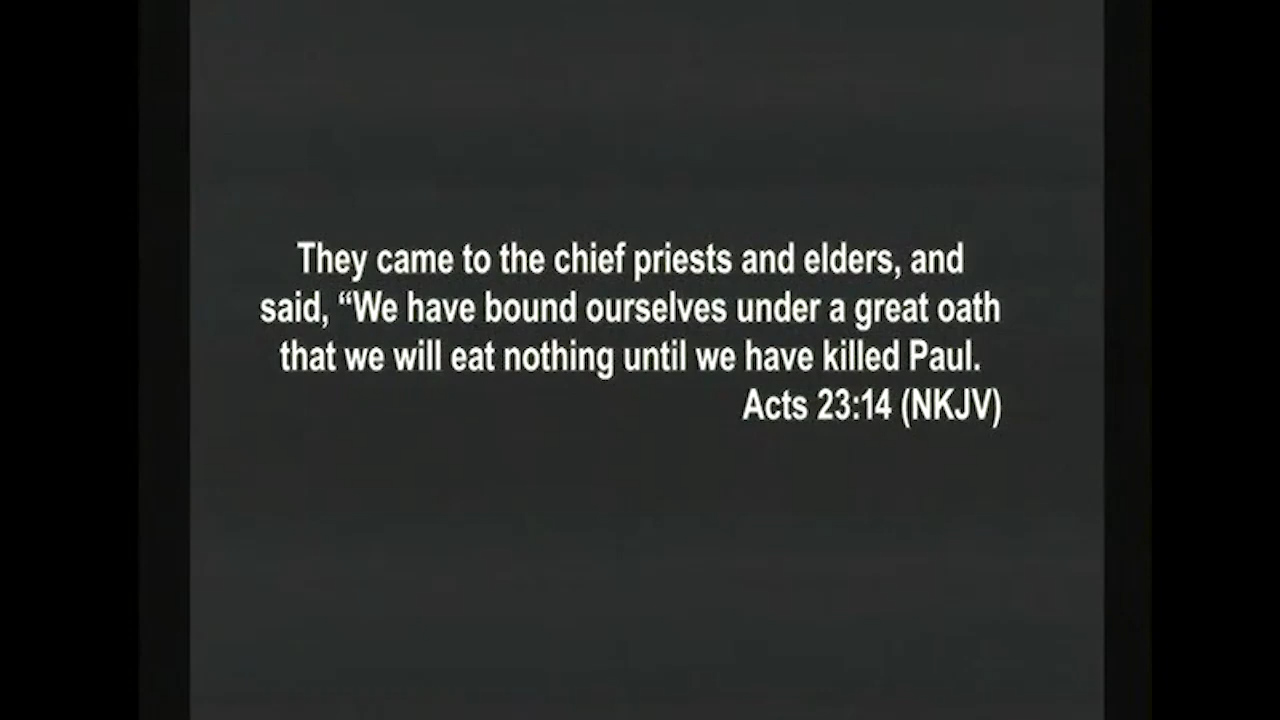 They came to the chief priests and elders, and
said, “We have bound ourselves under a great oath
that we will eat nothing until we have killed Paul.
Acts 23:14 (NKJV)